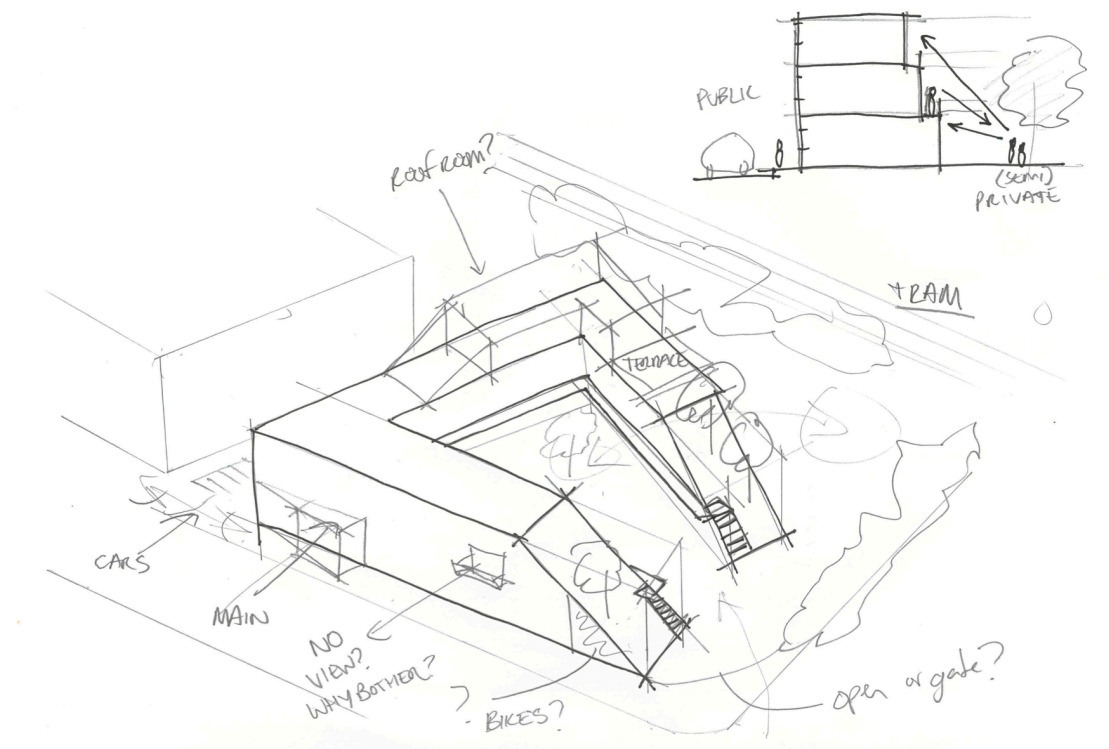 PUBLIC
(SEMI)
PRIVATE
ROOF ROOM?
TRAM
TERRACE
CARS
MAIN
NO
VIEW?
WHY BOTHER?
?
BIKES?
open or gate?